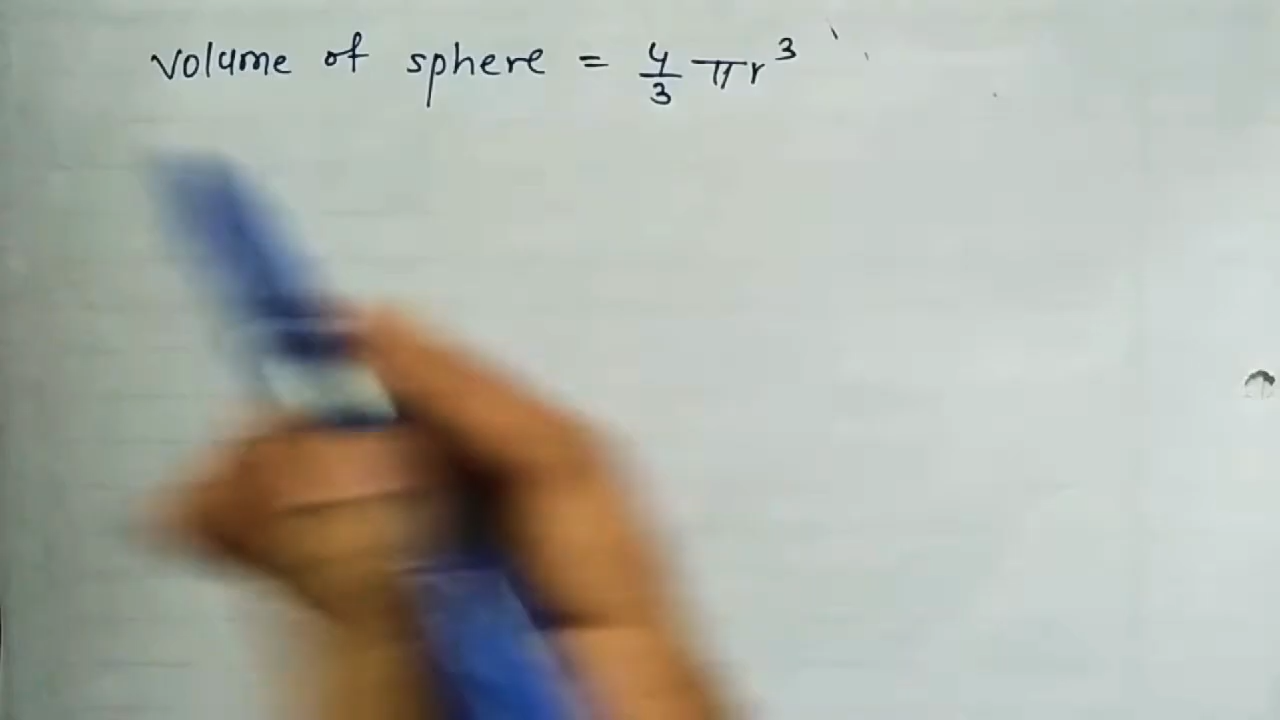 volume of sphere = 4/3 πr³